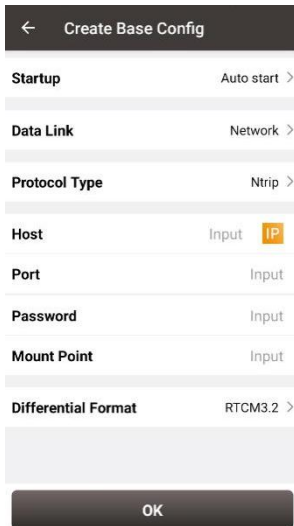 Create Base Config
Startup Auto start
Data Link Network
Protocol Type Ntrip
Host Input IP
Port Input
Password Input
Mount Point Input
Differential Format RTCM3.2
OK